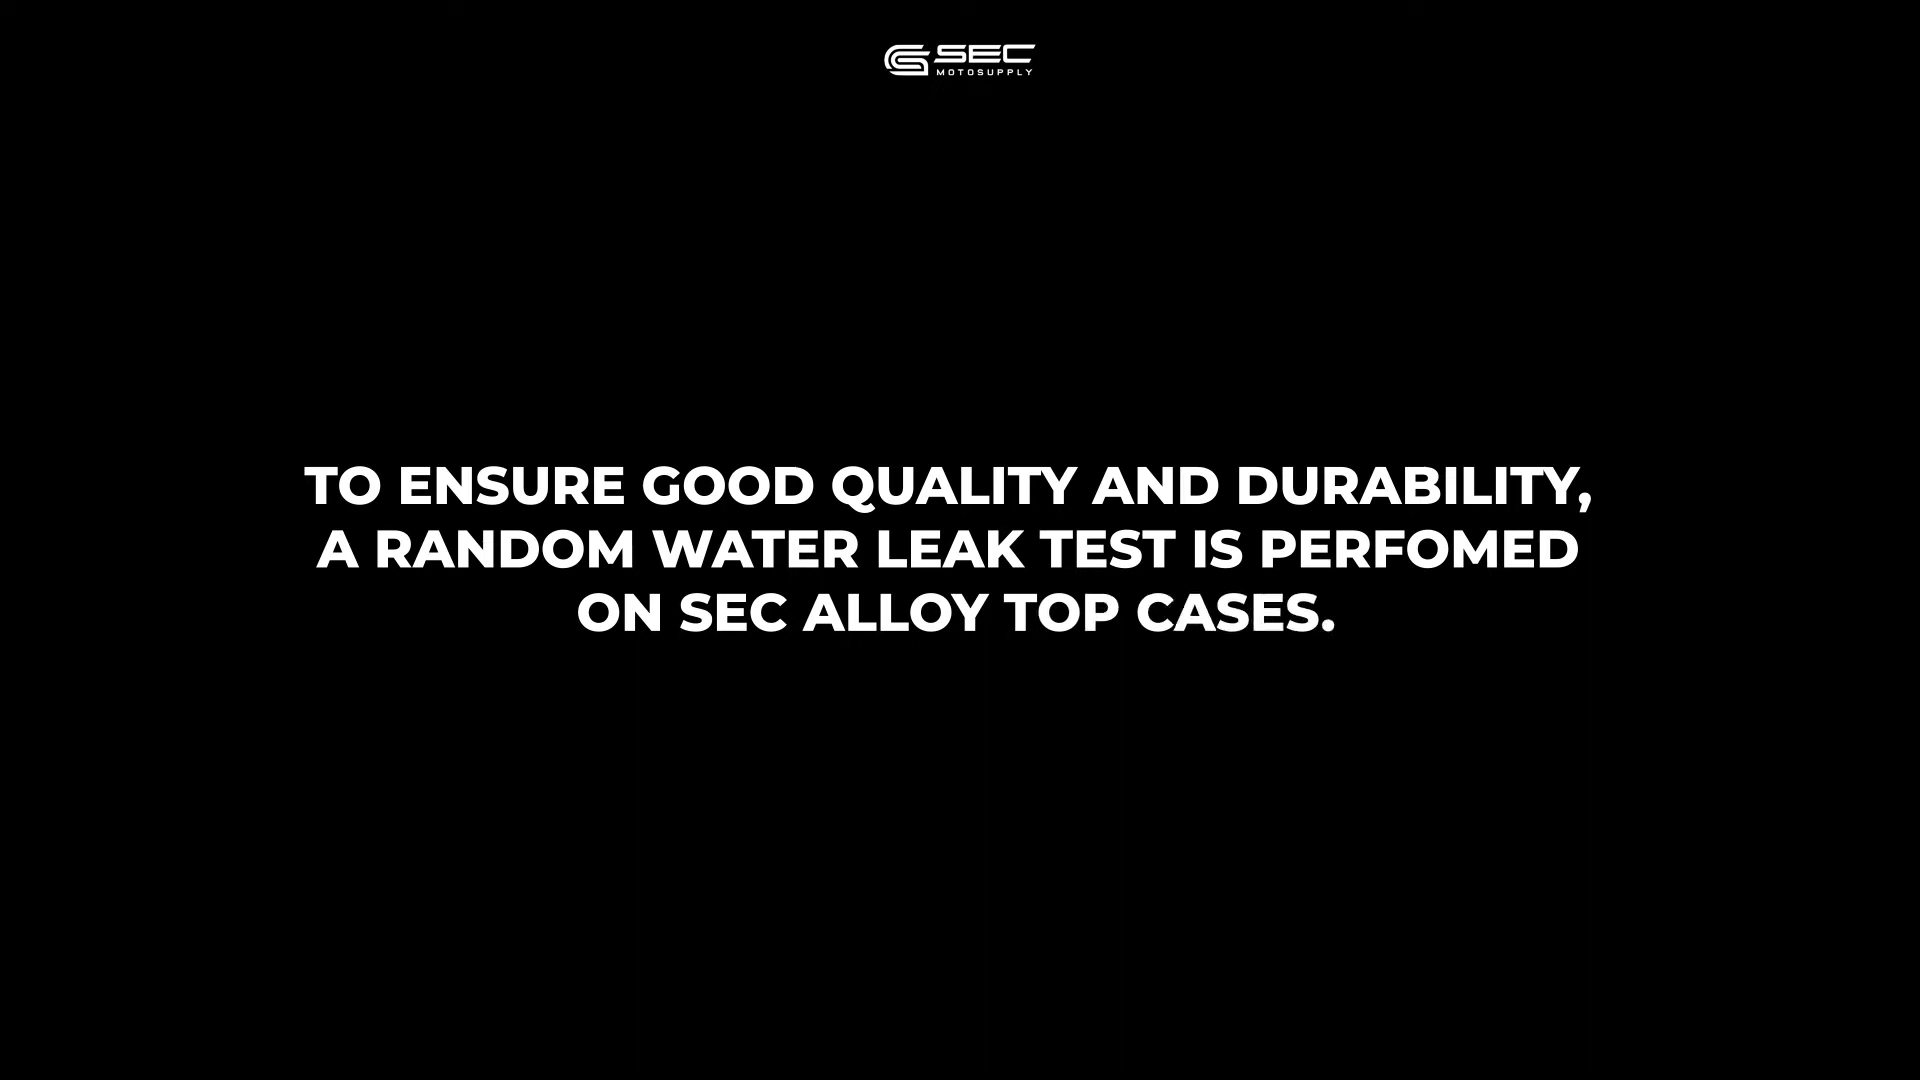 SEC
MOTOSUPPLY
TO ENSURE GOOD QUALITY AND DURABILITY,
A RANDOM WATER LEAK TEST IS PERFOMED
ON SEC ALLOY TOP CASES.